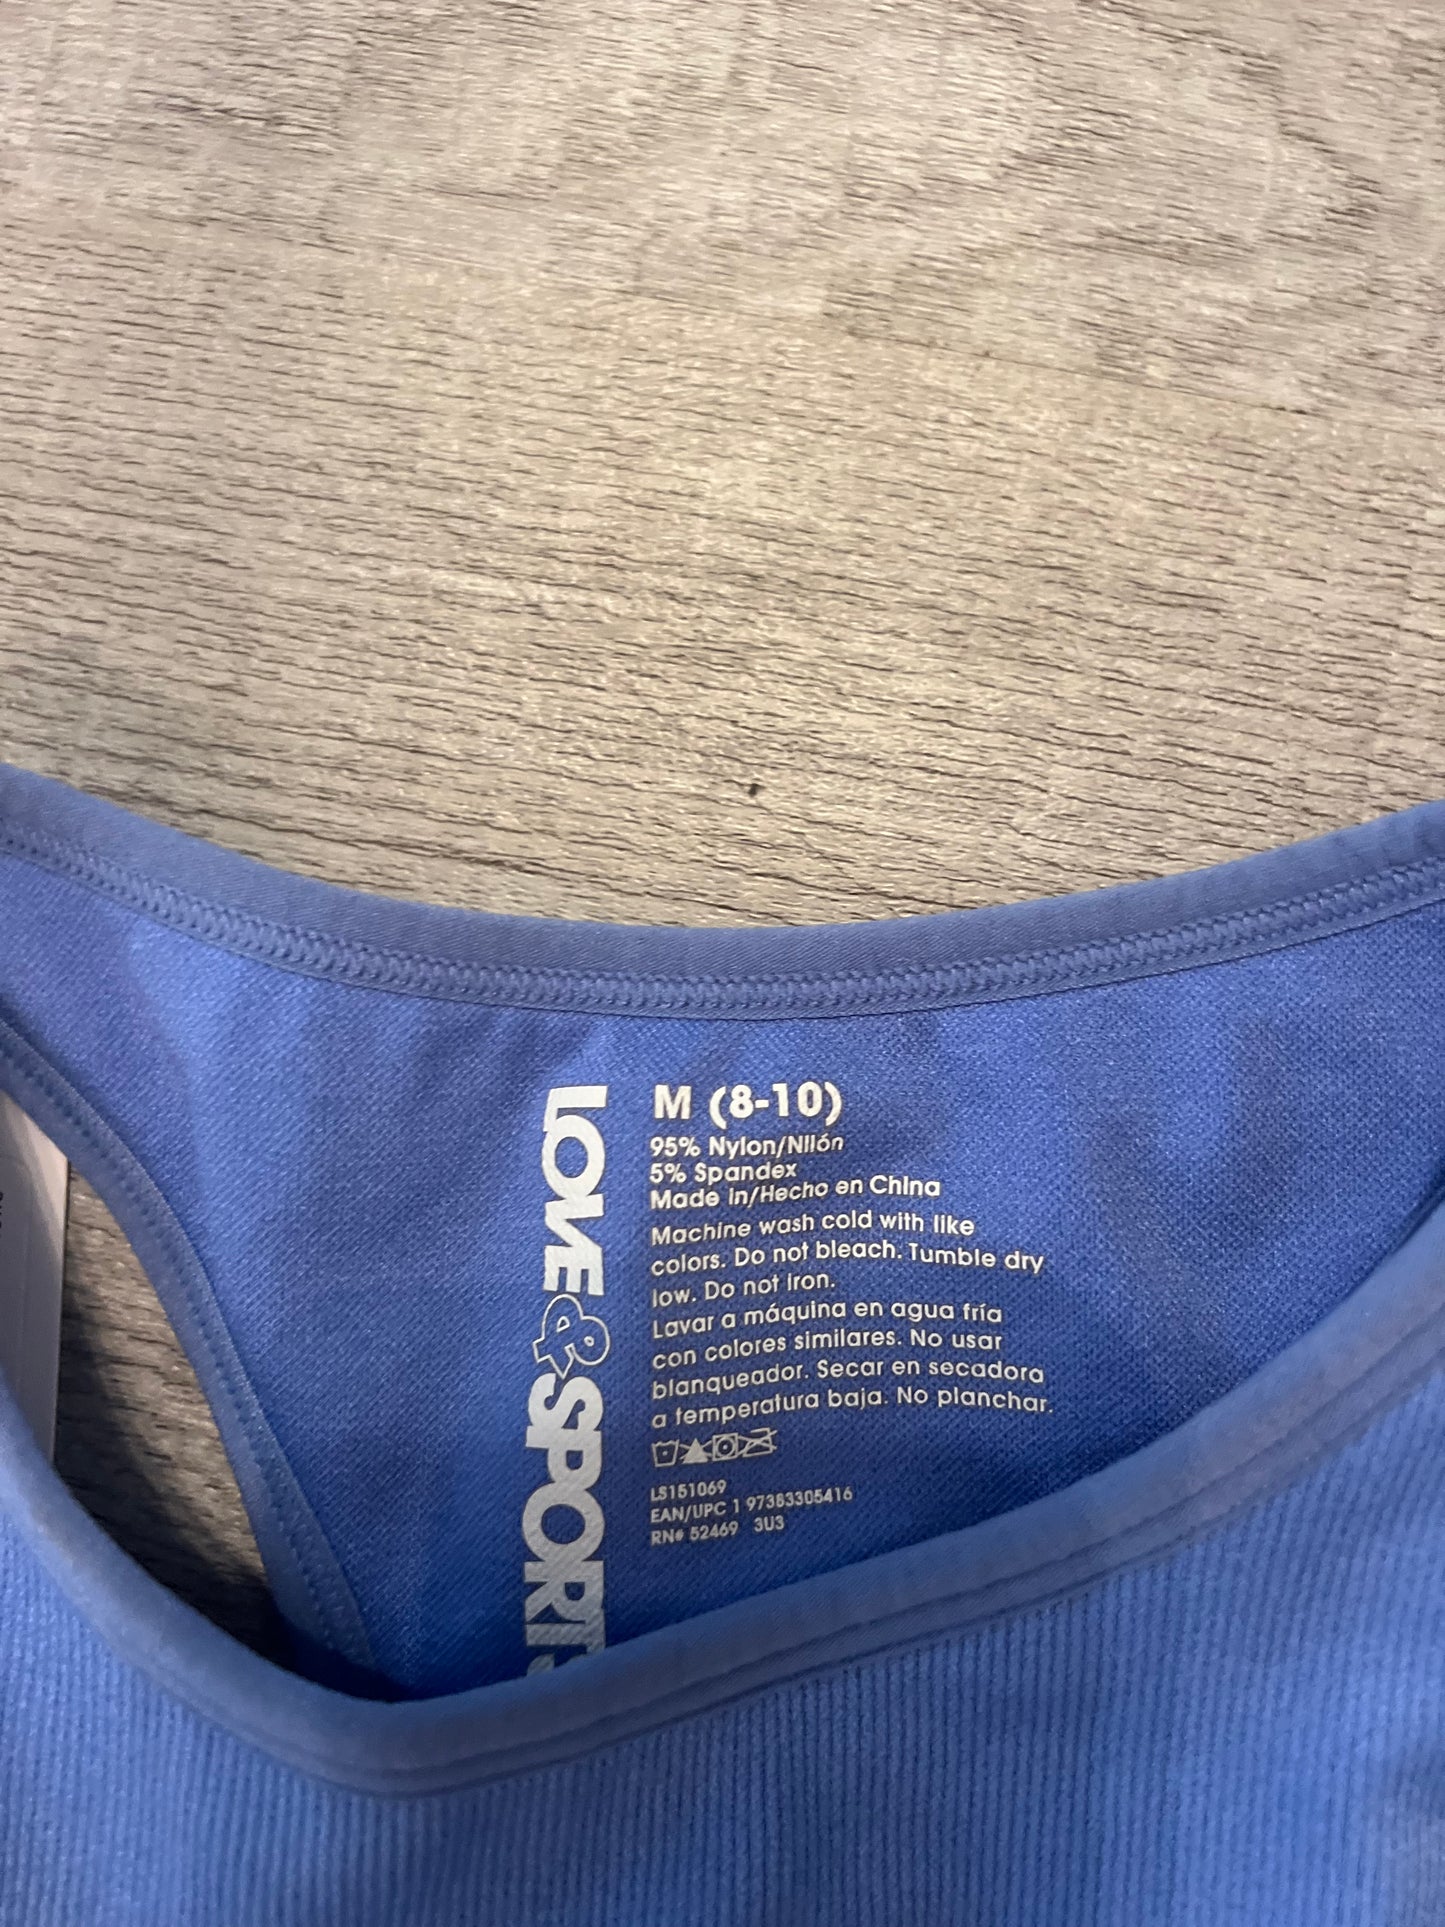 LOVE&SPORTS
M (8-10)
95% Nylon/Nilón
5% Spandex
Made in/Hecho en China
Machine wash cold with like
colors. Do not bleach. Tumble dry
low. Do not Iron.
Lavar a máquina en agua fría
con colores similares. No usar
blanqueador. Secar en secadora
a temperatura baja. No planchar.
LS151069
EAN/UPC 1 97383305416
RN# 52469 3U3